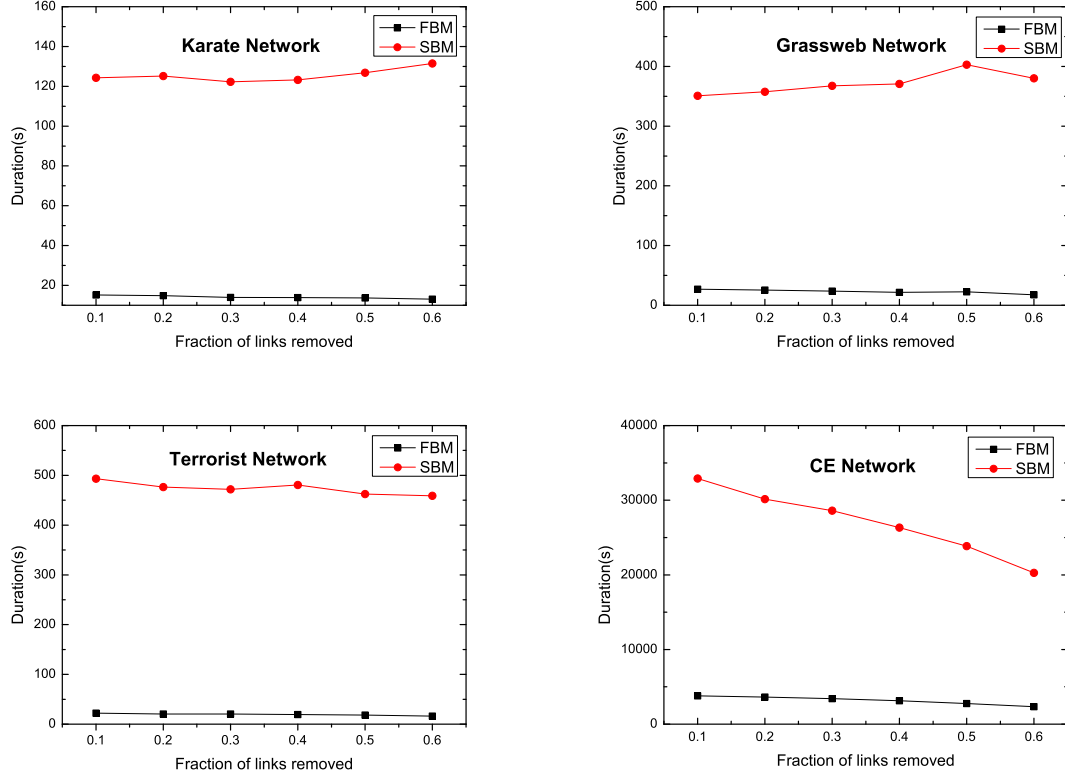 Karate Network
FBM
SBM
160
140
120
100
80
60
40
20
Duration(s)
0.1 0.2 0.3 0.4 0.5 0.6
Fraction of links removed
Grassweb Network
FBM
SBM
500
400
300
200
100
0
Duration(s)
0.1 0.2 0.3 0.4 0.5 0.6
Fraction of links removed
Terrorist Network
FBM
SBM
600
500
400
300
200
100
0
Duration(s)
0.1 0.2 0.3 0.4 0.5 0.6
Fraction of links removed
CE Network
FBM
SBM
40000
30000
20000
10000
0
Duration(s)
0.1 0.2 0.3 0.4 0.5 0.6
Fraction of links removed